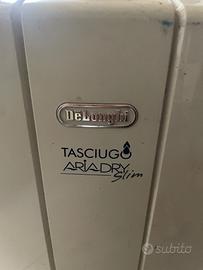 DeLonghi
TASCIUGO
ARIADRY
Slim
subito